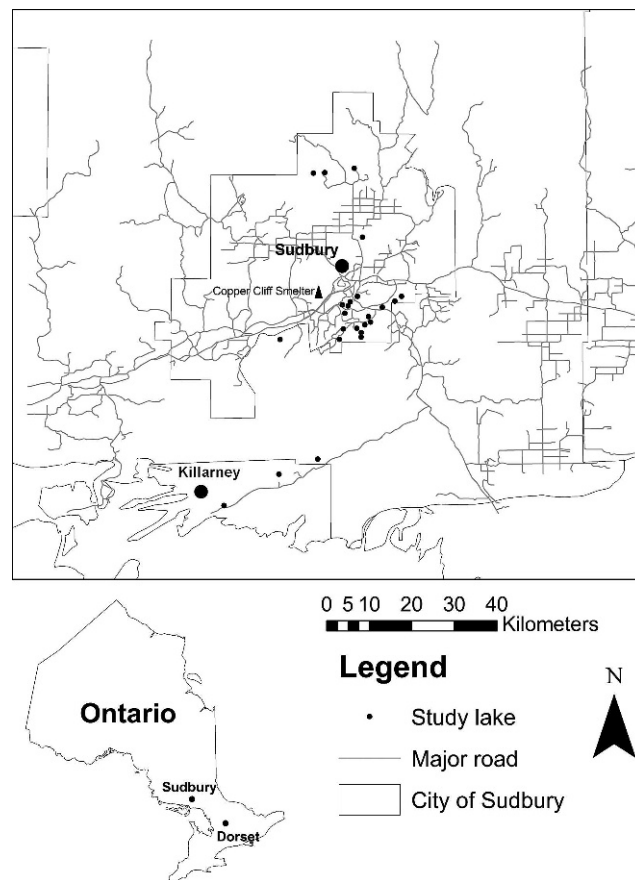 Sudbury
Copper Cliff Smelter
Killarney
0 5 10 20 30 40
Kilometers
Legend
N
Study lake
Major road
City of Sudbury
Ontario
Sudbury
Dorset